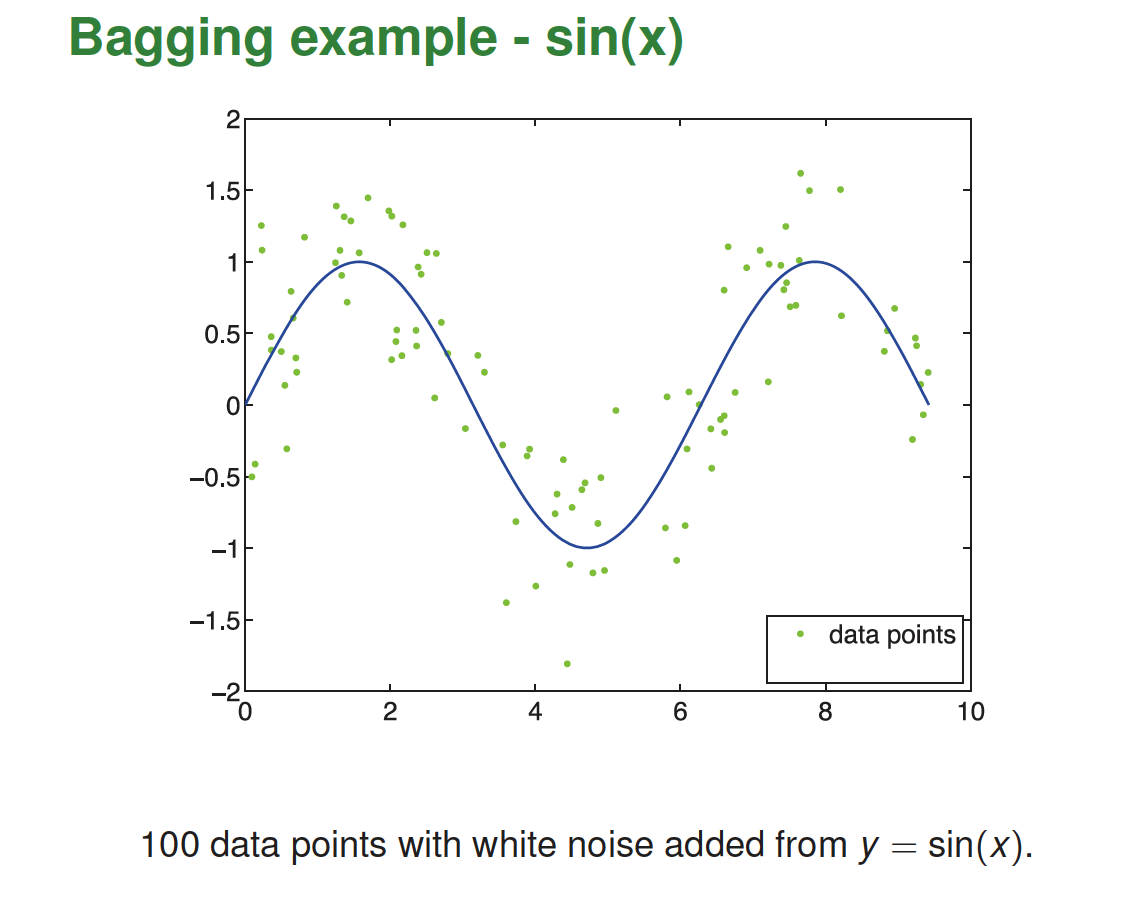 Bagging example - sin(x)
2
1.5
1
0.5
0
−0.5
−1
−1.5
−2
0 2 4 6 8 10
data points
100 data points with white noise added from y = sin(x).